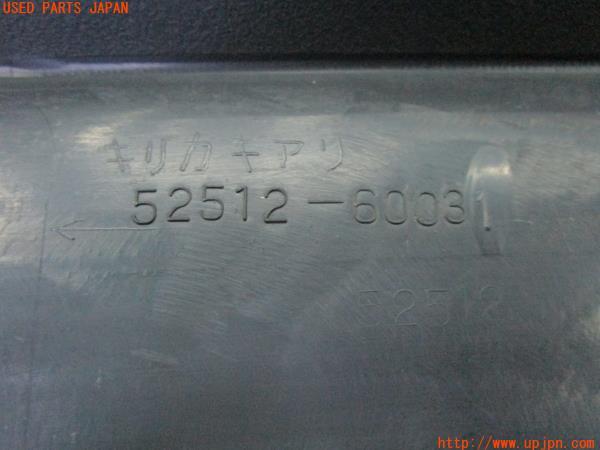 USED PARTS JAPAN
キリカキアリ
52512-60031
52512
http://www.upjpn.com/